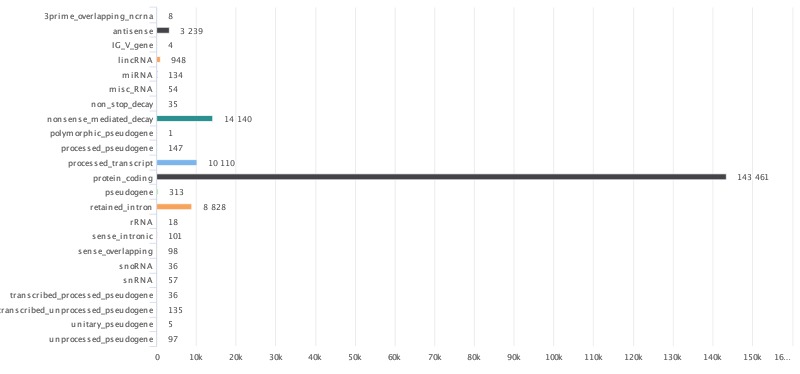 3prime_overlapping_ncrna 8
antisense 3 239
IG_V_gene 4
lincRNA 948
miRNA 134
misc_RNA 54
non_stop_decay 35
nonsense_mediated_decay 14 140
polymorphic_pseudogene 1
processed_pseudogene 147
processed_transcript 10 110
protein_coding 143 461
pseudogene 313
retained_intron 8 828
rRNA 18
sense_intronic 101
sense_overlapping 98
snoRNA 36
snRNA 57
transcribed_processed_pseudogene 36
ranscribed_unprocessed_pseudogene 135
unitary_pseudogene 5
unprocessed_pseudogene 97
0 10k 20k 30k 40k 50k 60k 70k 80k 90k 100k 110k 120k 130k 140k 150k 16...